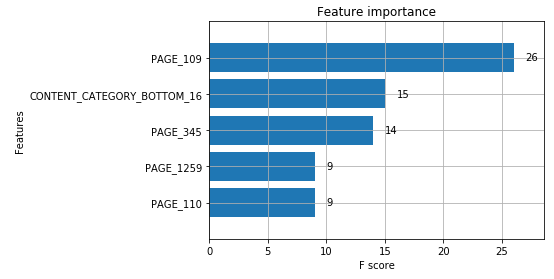 Feature importance
Features
PAGE_109
26
CONTENT_CATEGORY_BOTTOM_16
15
PAGE_345
14
PAGE_1259
9
PAGE_110
9
0 5 10 15 20 25
F score